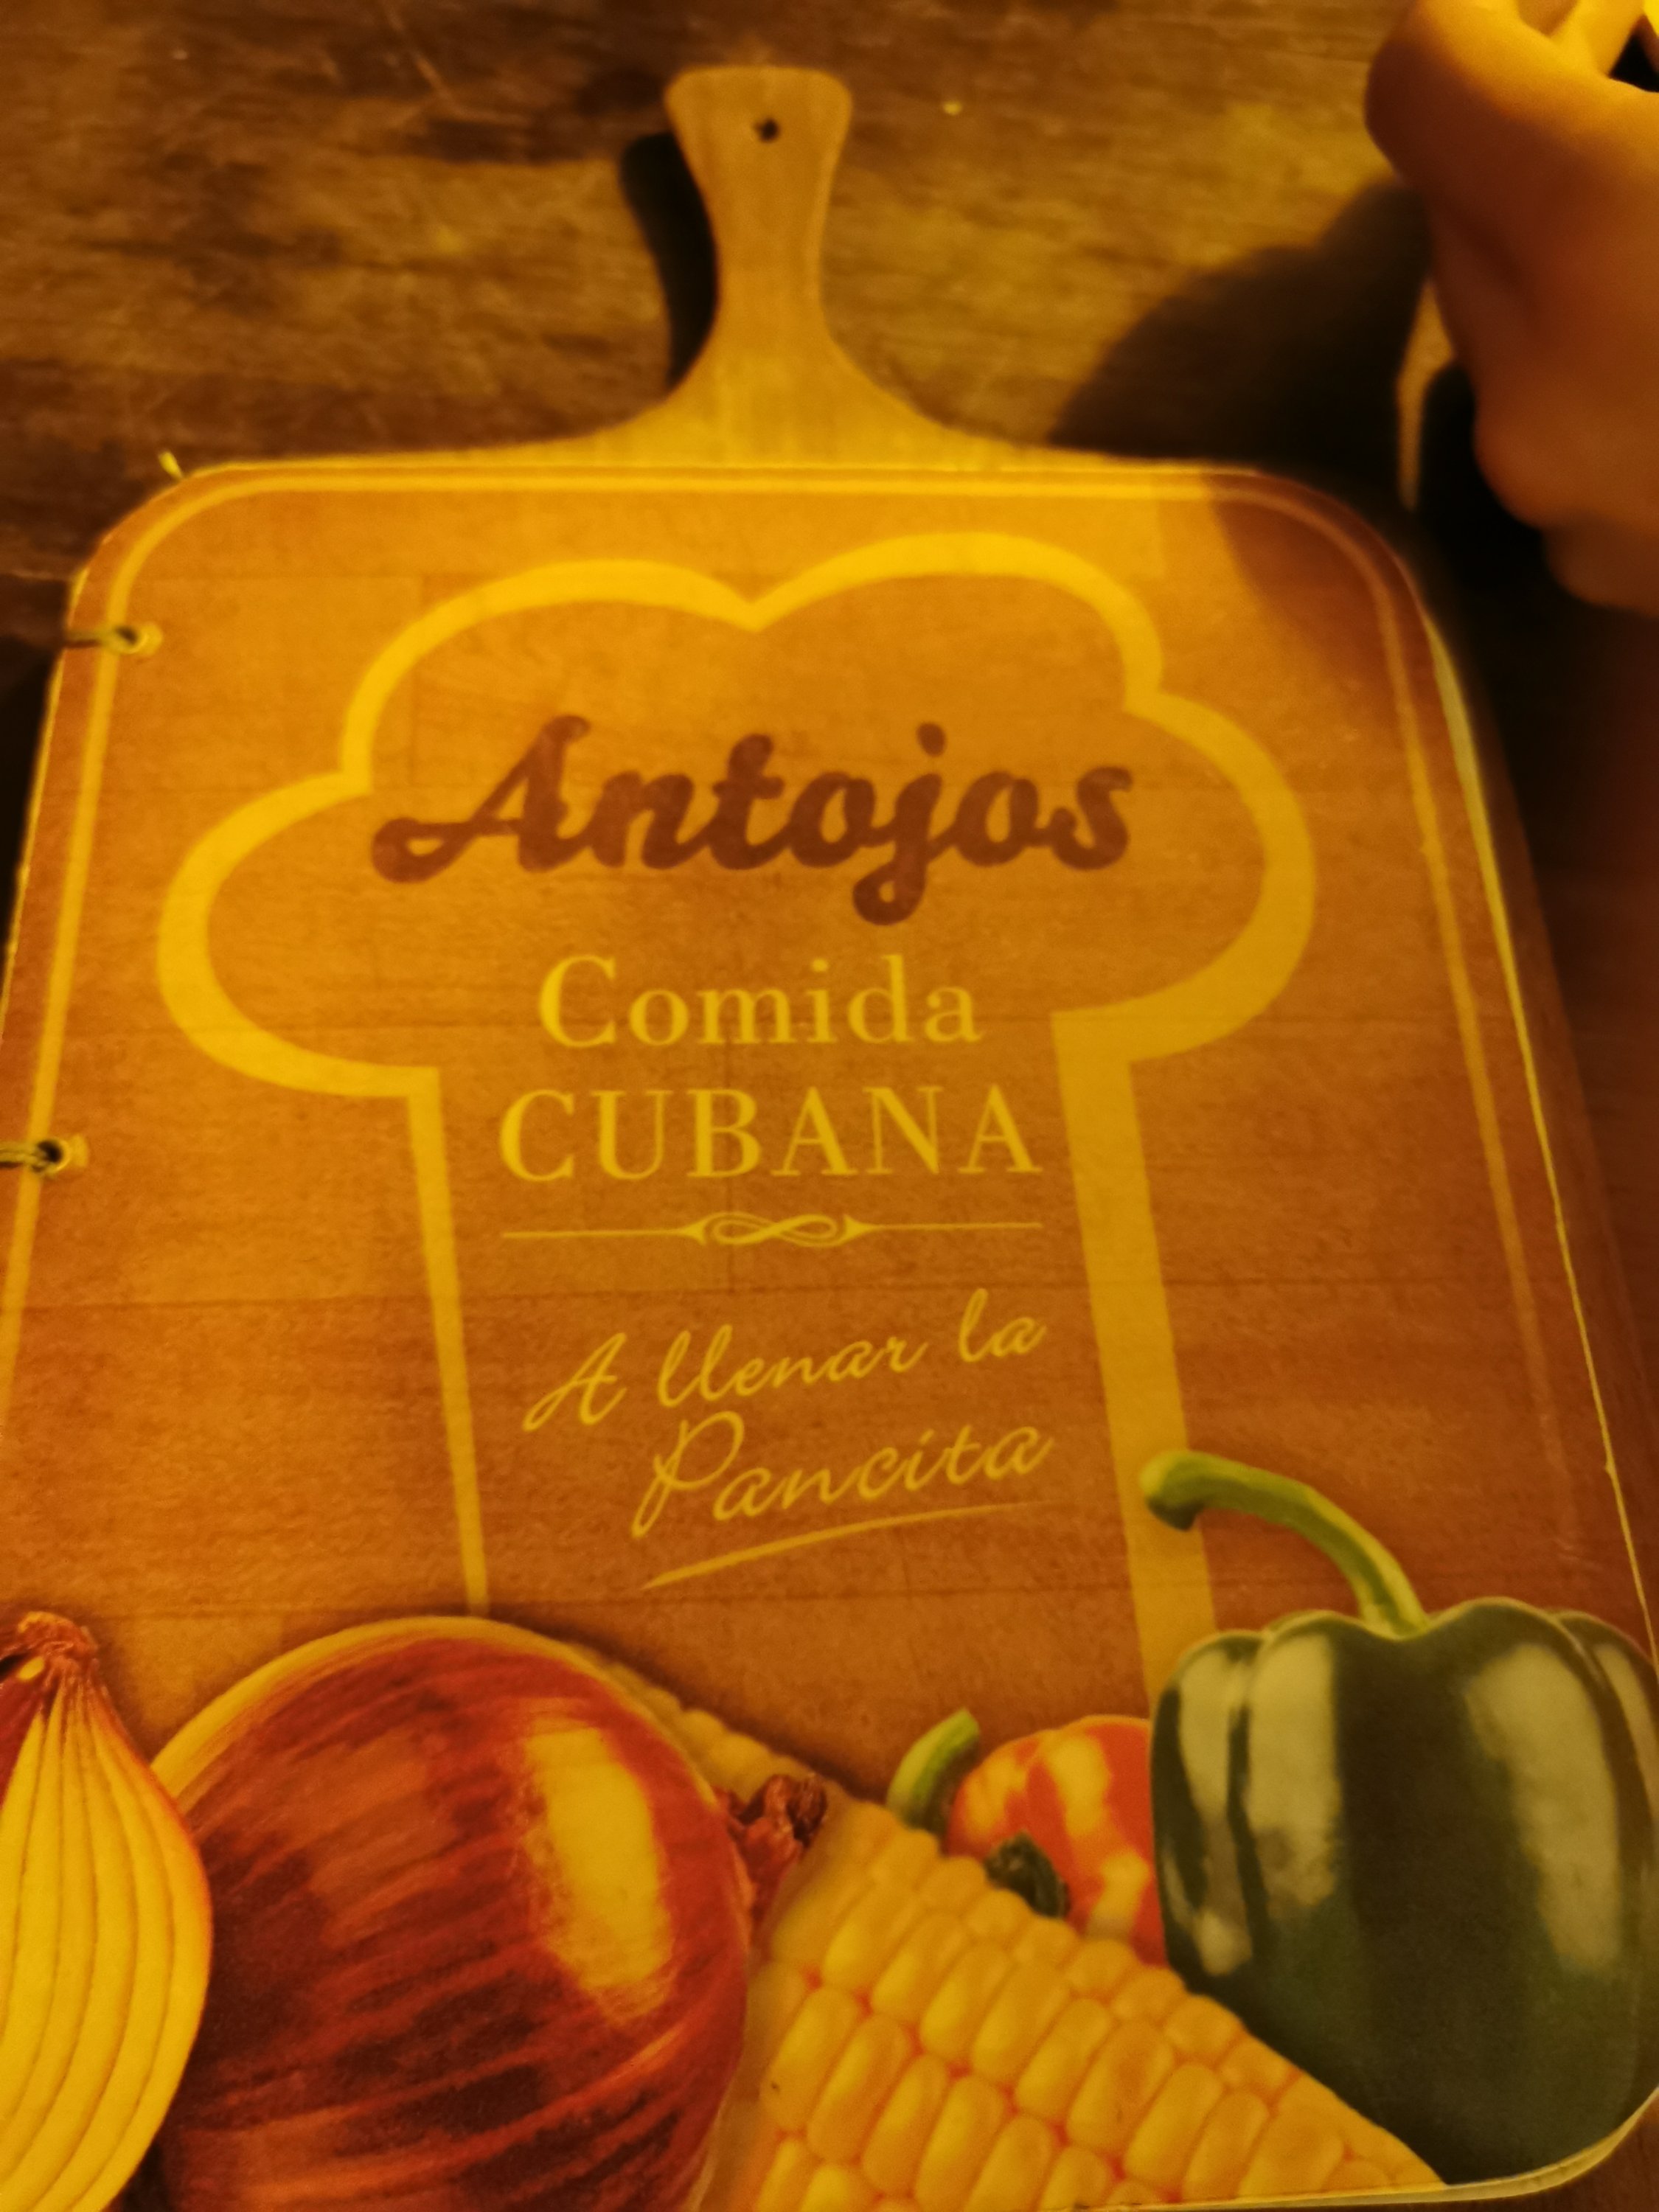 Antojos
Comida
CUBANA
A llenar la
Pancita